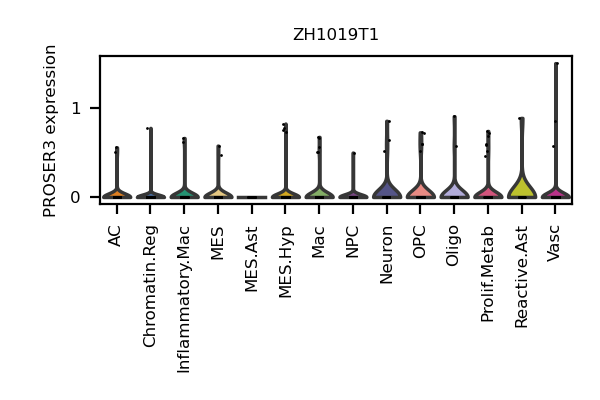 ZH1019T1
PROSER3 expression
1
0
AC
Chromatin.Reg
Inflammatory.Mac
MES
MES.Ast
MES.Hyp
Mac
NPC
Neuron
OPC
Oligo
Prolif.Metab
Reactive.Ast
Vasc